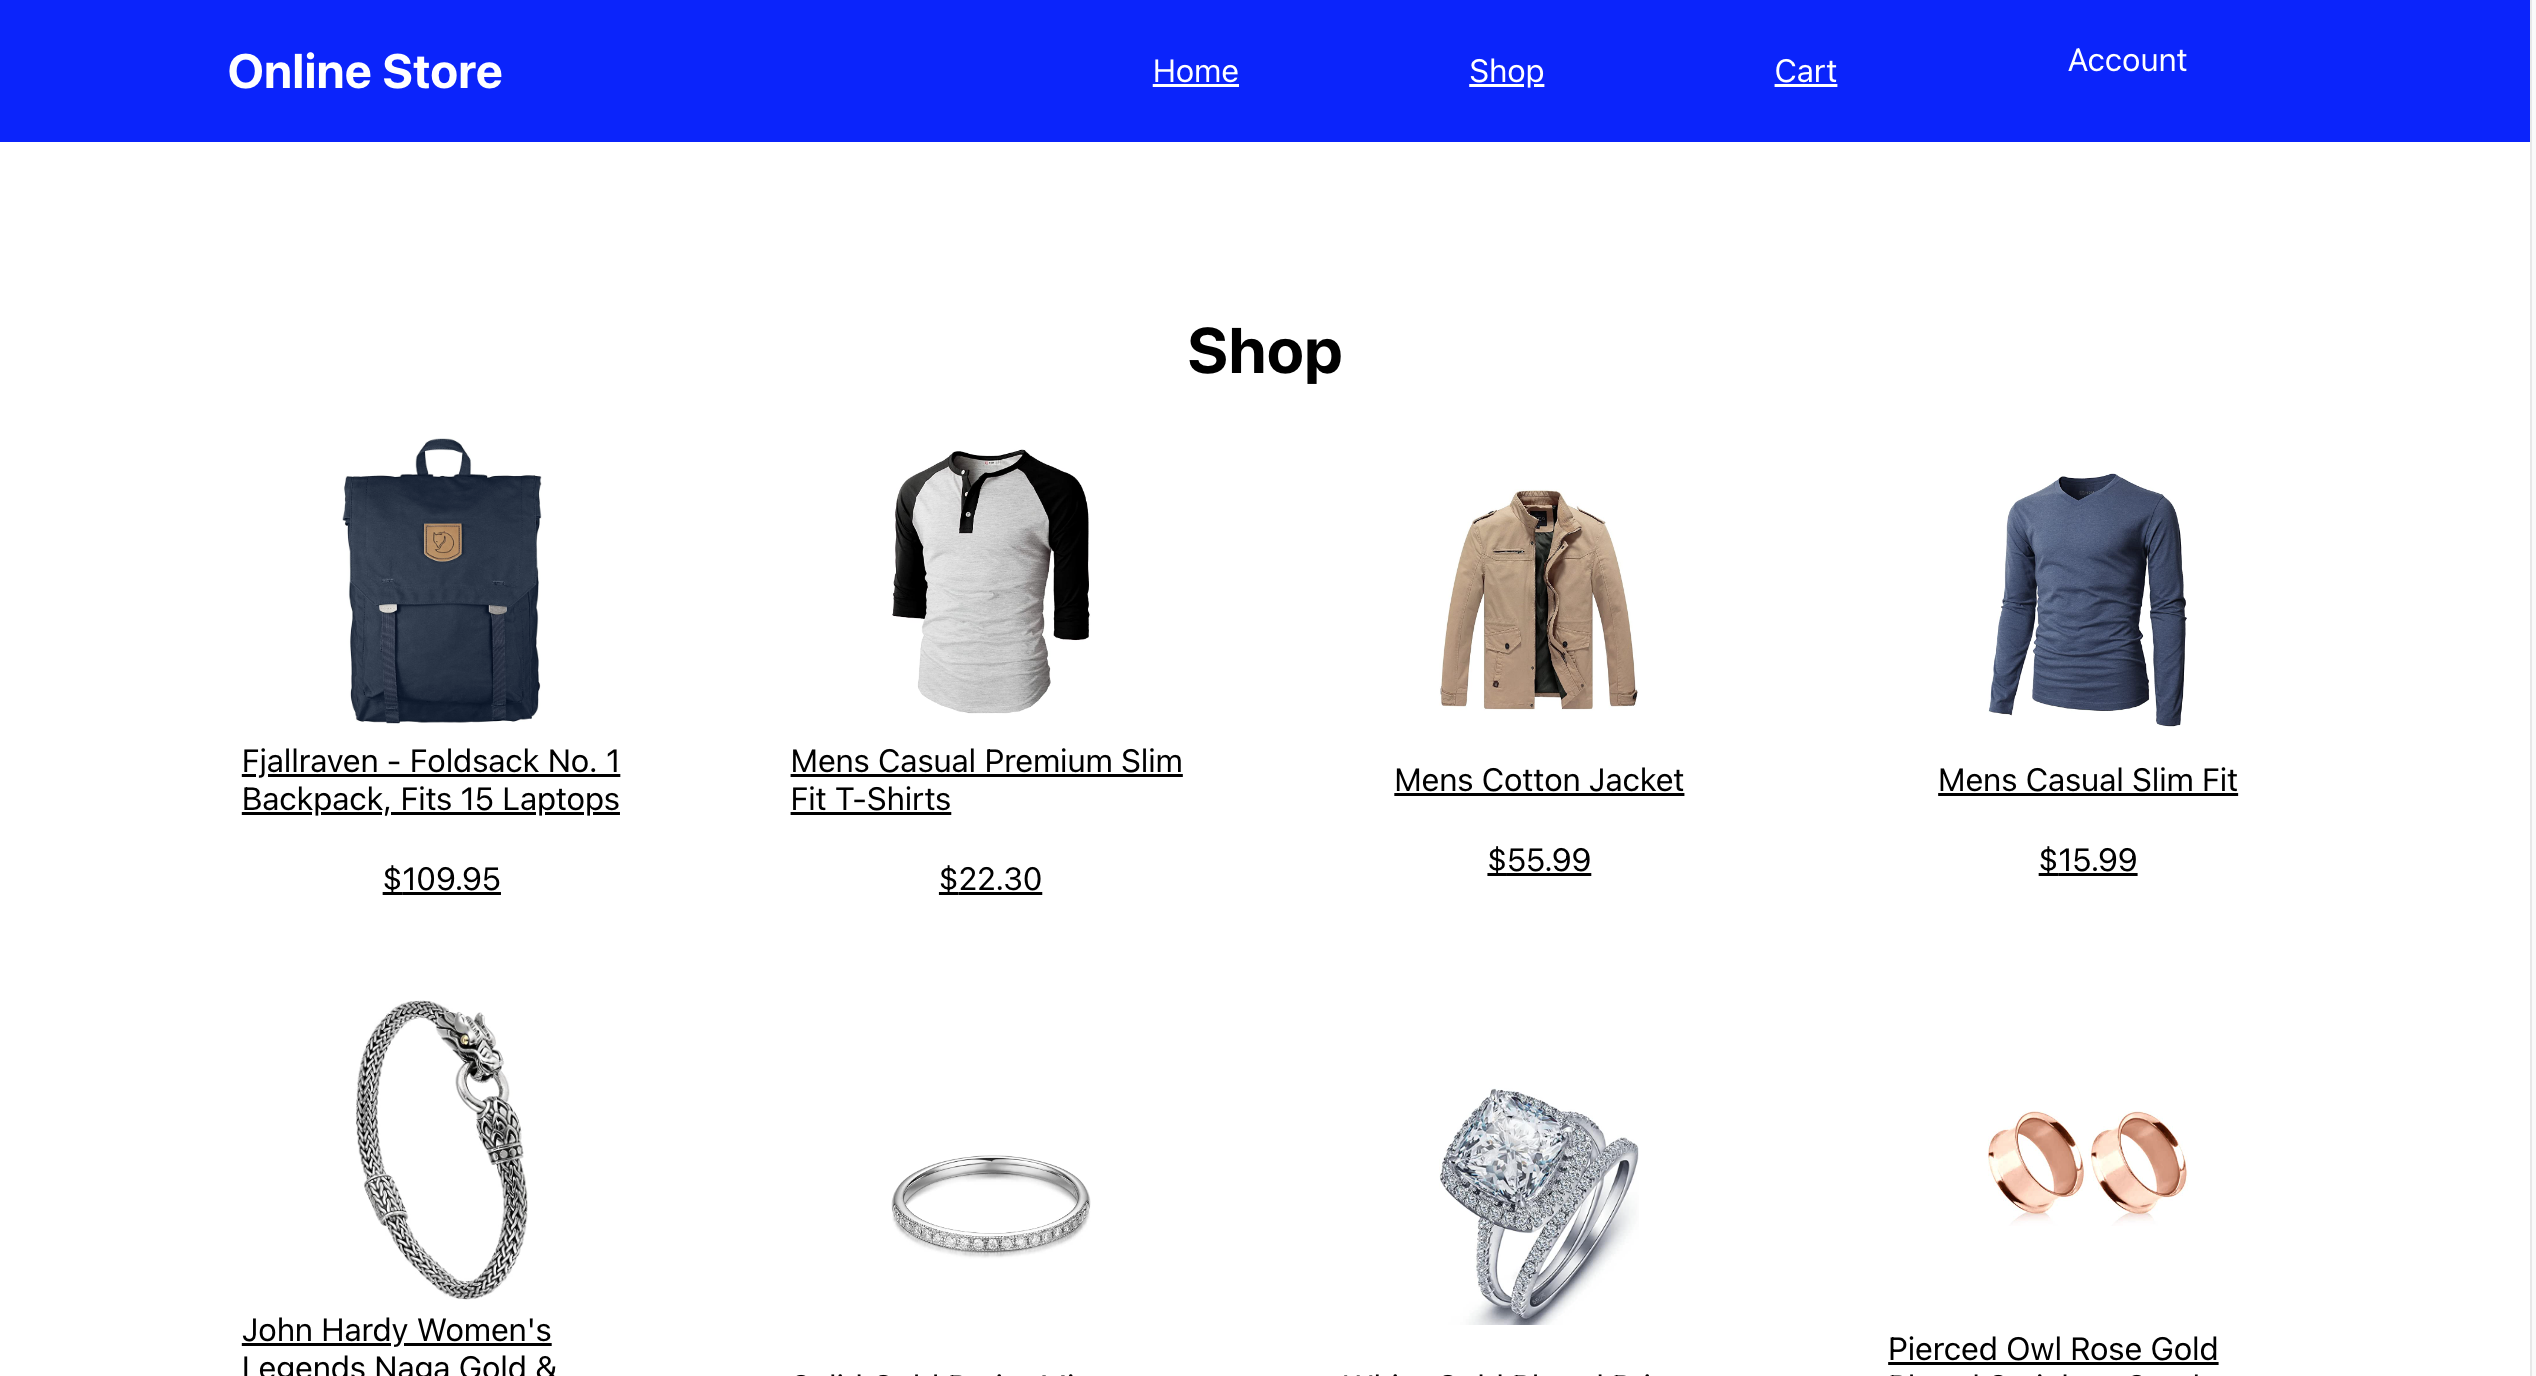 Online Store
Home
Shop
Cart
Account
Shop
Fjallraven - Foldsack No. 1
Backpack, Fits 15 Laptops
$109.95
Mens Casual Premium Slim
Fit T-Shirts
$22.30
Mens Cotton Jacket
$55.99
Mens Casual Slim Fit
$15.99
John Hardy Women's
Legends Naga Gold &
Pierced Owl Rose Gold